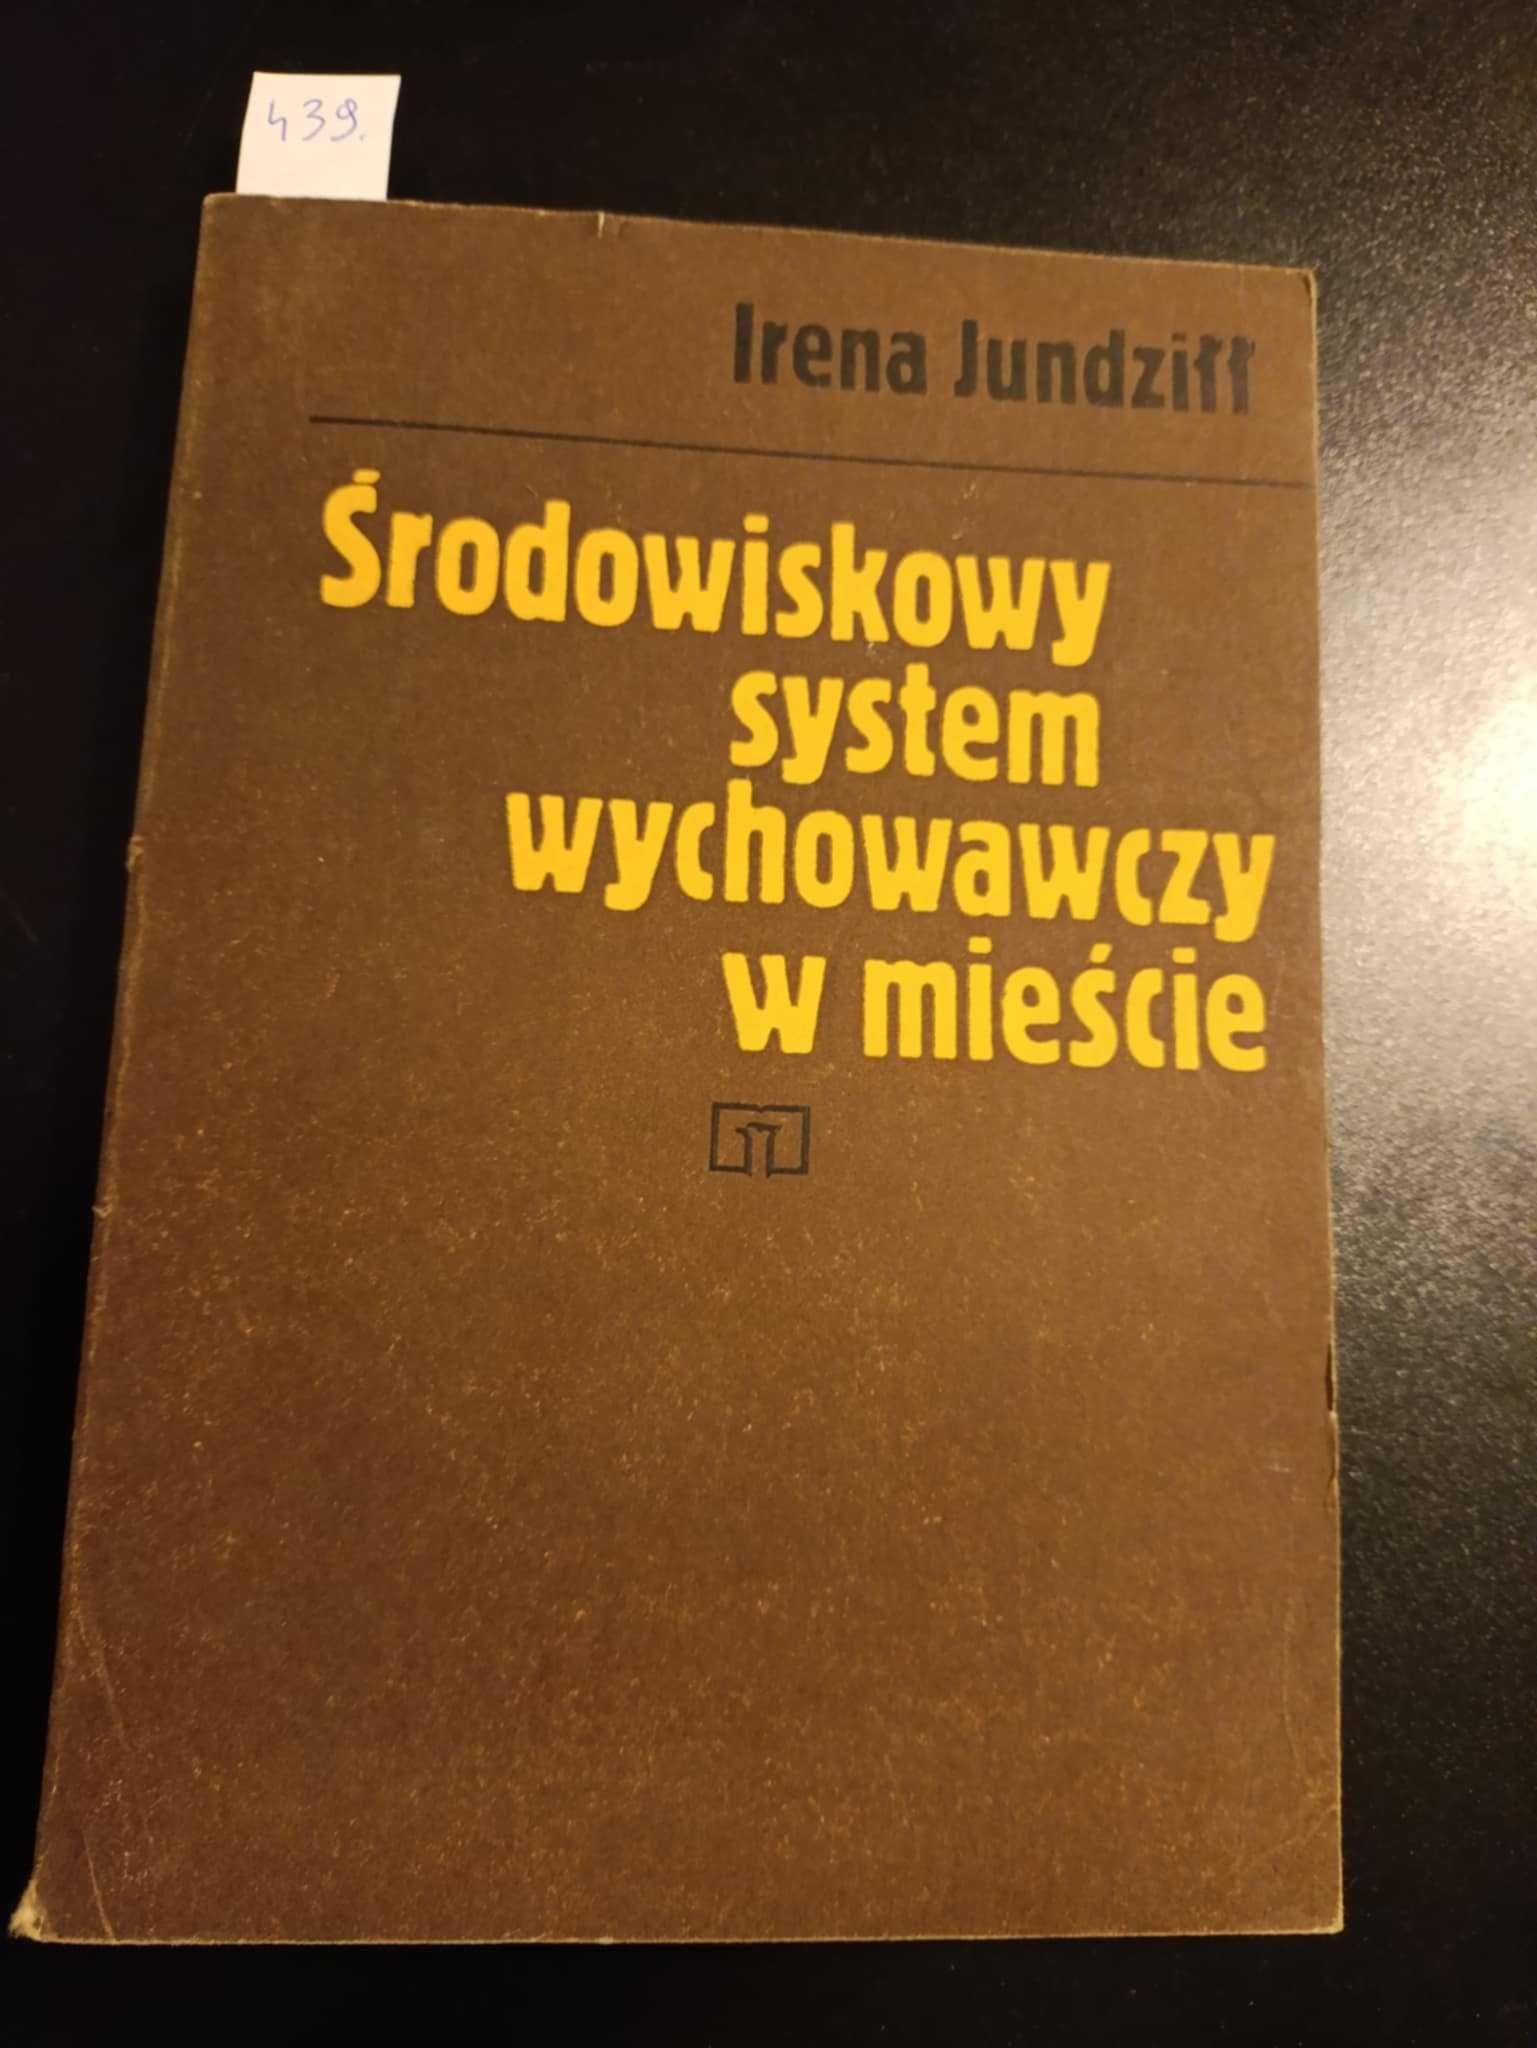 439.
Irena Jundziłł
Środowiskowy
system
wychowawczy
w mieście